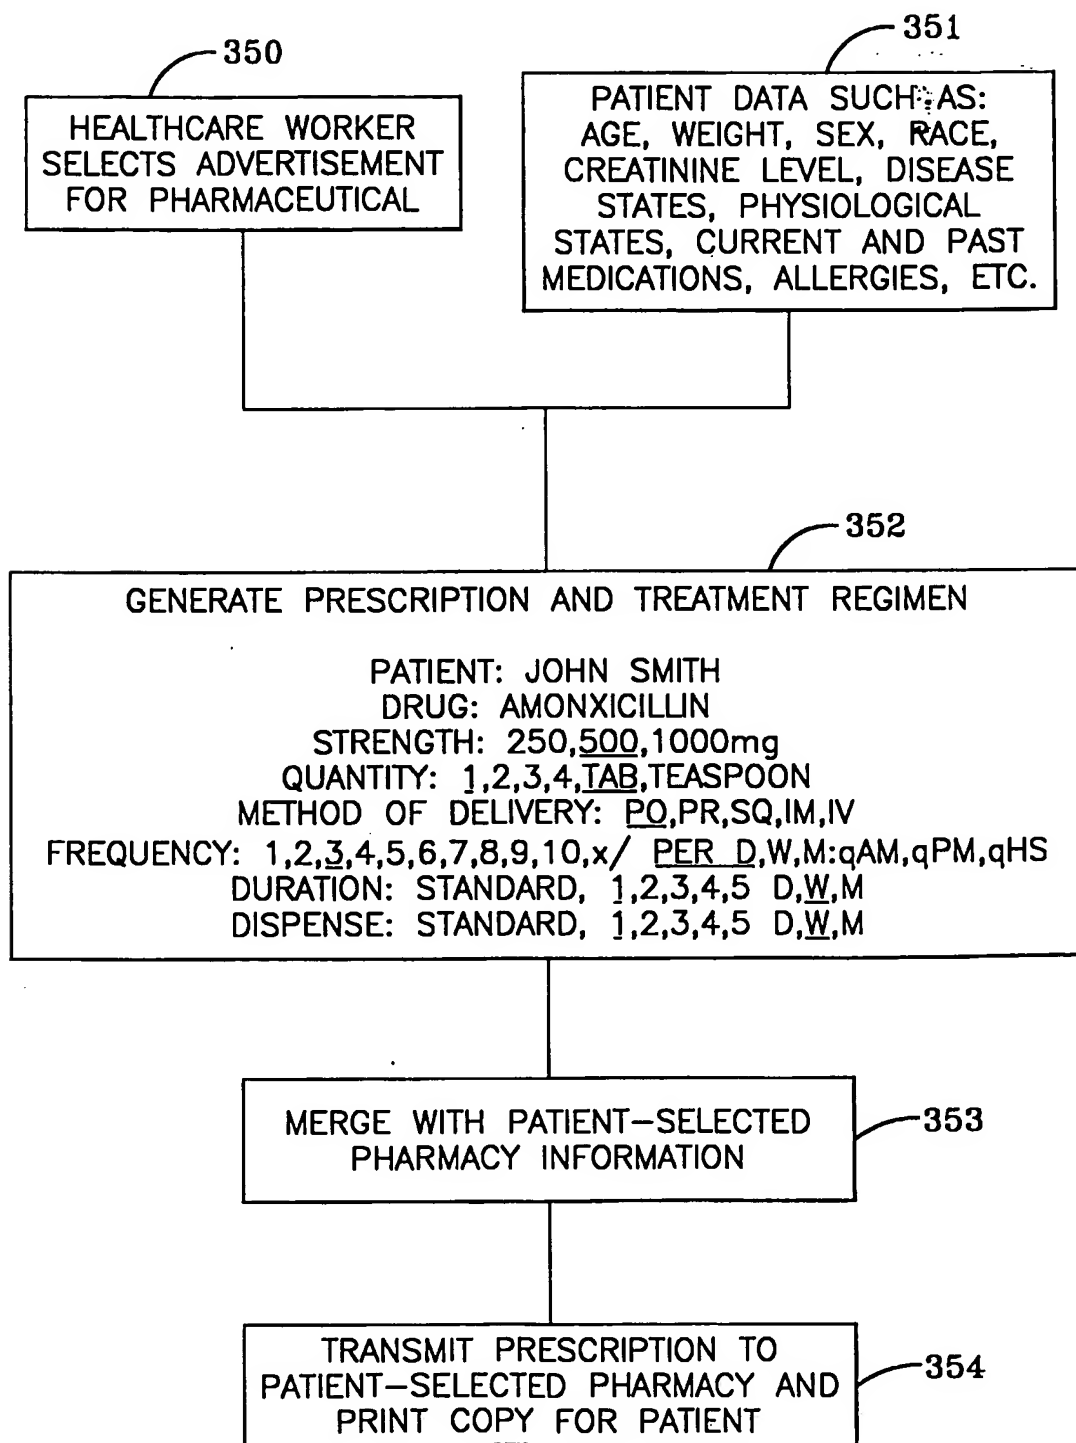 350
HEALTHCARE WORKER
SELECTS ADVERTISEMENT
FOR PHARMACEUTICAL
351
PATIENT DATA SUCH AS:
AGE, WEIGHT, SEX, RACE,
CREATININE LEVEL, DISEASE
STATES, PHYSIOLOGICAL
STATES, CURRENT AND PAST
MEDICATIONS, ALLERGIES, ETC.
352
GENERATE PRESCRIPTION AND TREATMENT REGIMEN
PATIENT: JOHN SMITH
DRUG: AMONXICILLIN
STRENGTH: 250,500,1000mg
QUANTITY: 1,2,3,4,TAB,TEASPOON
METHOD OF DELIVERY: PO,PR,SQ,IM,IV
FREQUENCY: 1,2,3,4,5,6,7,8,9,10,x/ PER D,W,M:qAM,qPM,qHS
DURATION: STANDARD, 1,2,3,4,5 D,W,M
DISPENSE: STANDARD, 1,2,3,4,5 D,W,M
MERGE WITH PATIENT–SELECTED
PHARMACY INFORMATION
353
TRANSMIT PRESCRIPTION TO
PATIENT–SELECTED PHARMACY AND
PRINT COPY FOR PATIENT
354